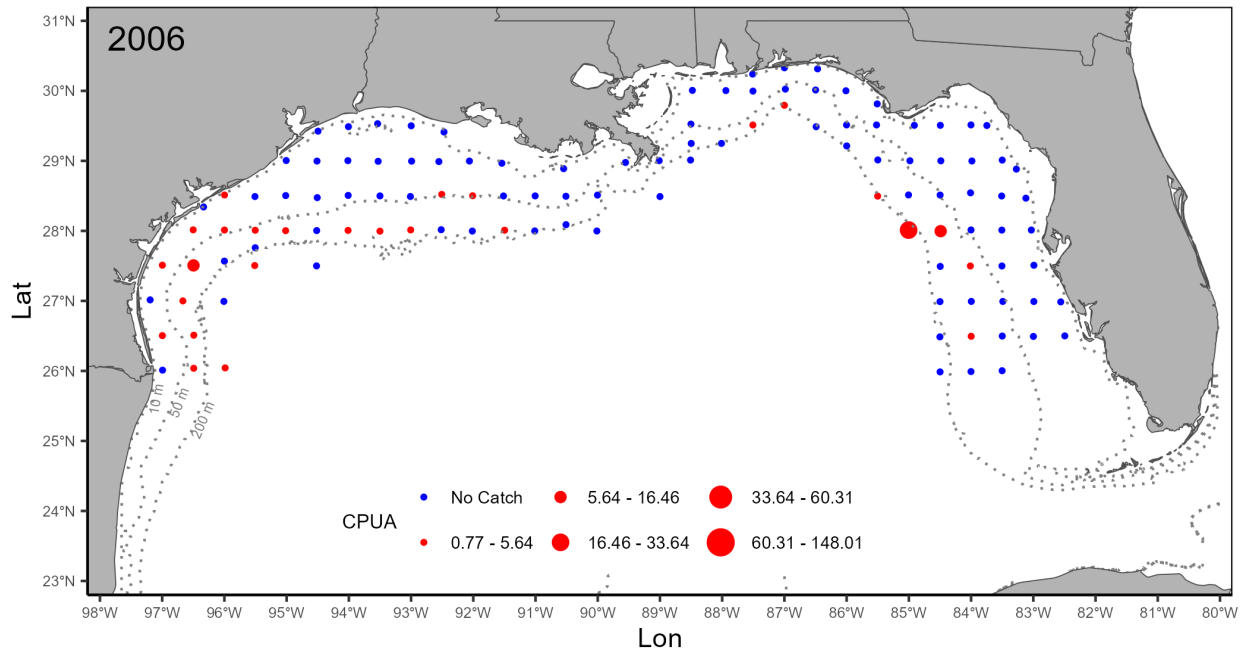 2006
31°N
30°N
29°N
28°N
27°N
26°N
25°N
24°N
23°N
Lat
10 m
50 m
200 m
CPUA
No Catch
5.64 - 16.46
33.64 - 60.31
0.77 - 5.64
16.46 - 33.64
60.31 - 148.01
98°W 97°W 96°W 95°W 94°W 93°W 92°W 91°W 90°W 89°W 88°W 87°W 86°W 85°W 84°W 83°W 82°W 81°W 80°W
Lon